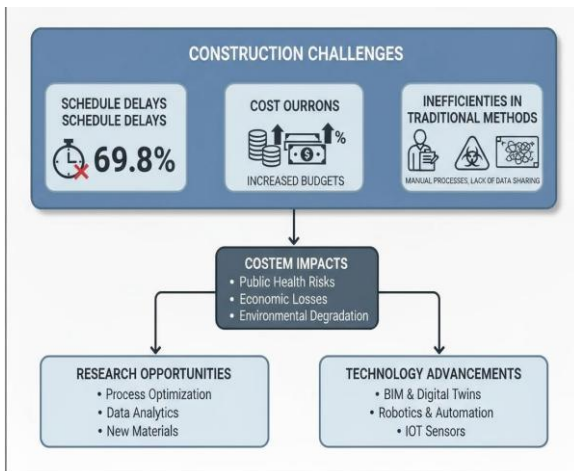 CONSTRUCTION CHALLENGES
SCHEDULE DELAYS
SCHEDULE DELAYS
69.8%
COST OURRONS
%
$
INCREASED BUDGETS
INEFFICIENTIES IN
TRADITIONAL METHODS
MANUAL PROCESSES, LACK OF DATA SHARING
COSTEM IMPACTS
• Public Health Risks
• Economic Losses
• Environmental Degradation
RESEARCH OPPORTUNITIES
• Process Optimization
• Data Analytics
• New Materials
TECHNOLOGY ADVANCEMENTS
• BIM & Digital Twins
• Robotics & Automation
• IOT Sensors